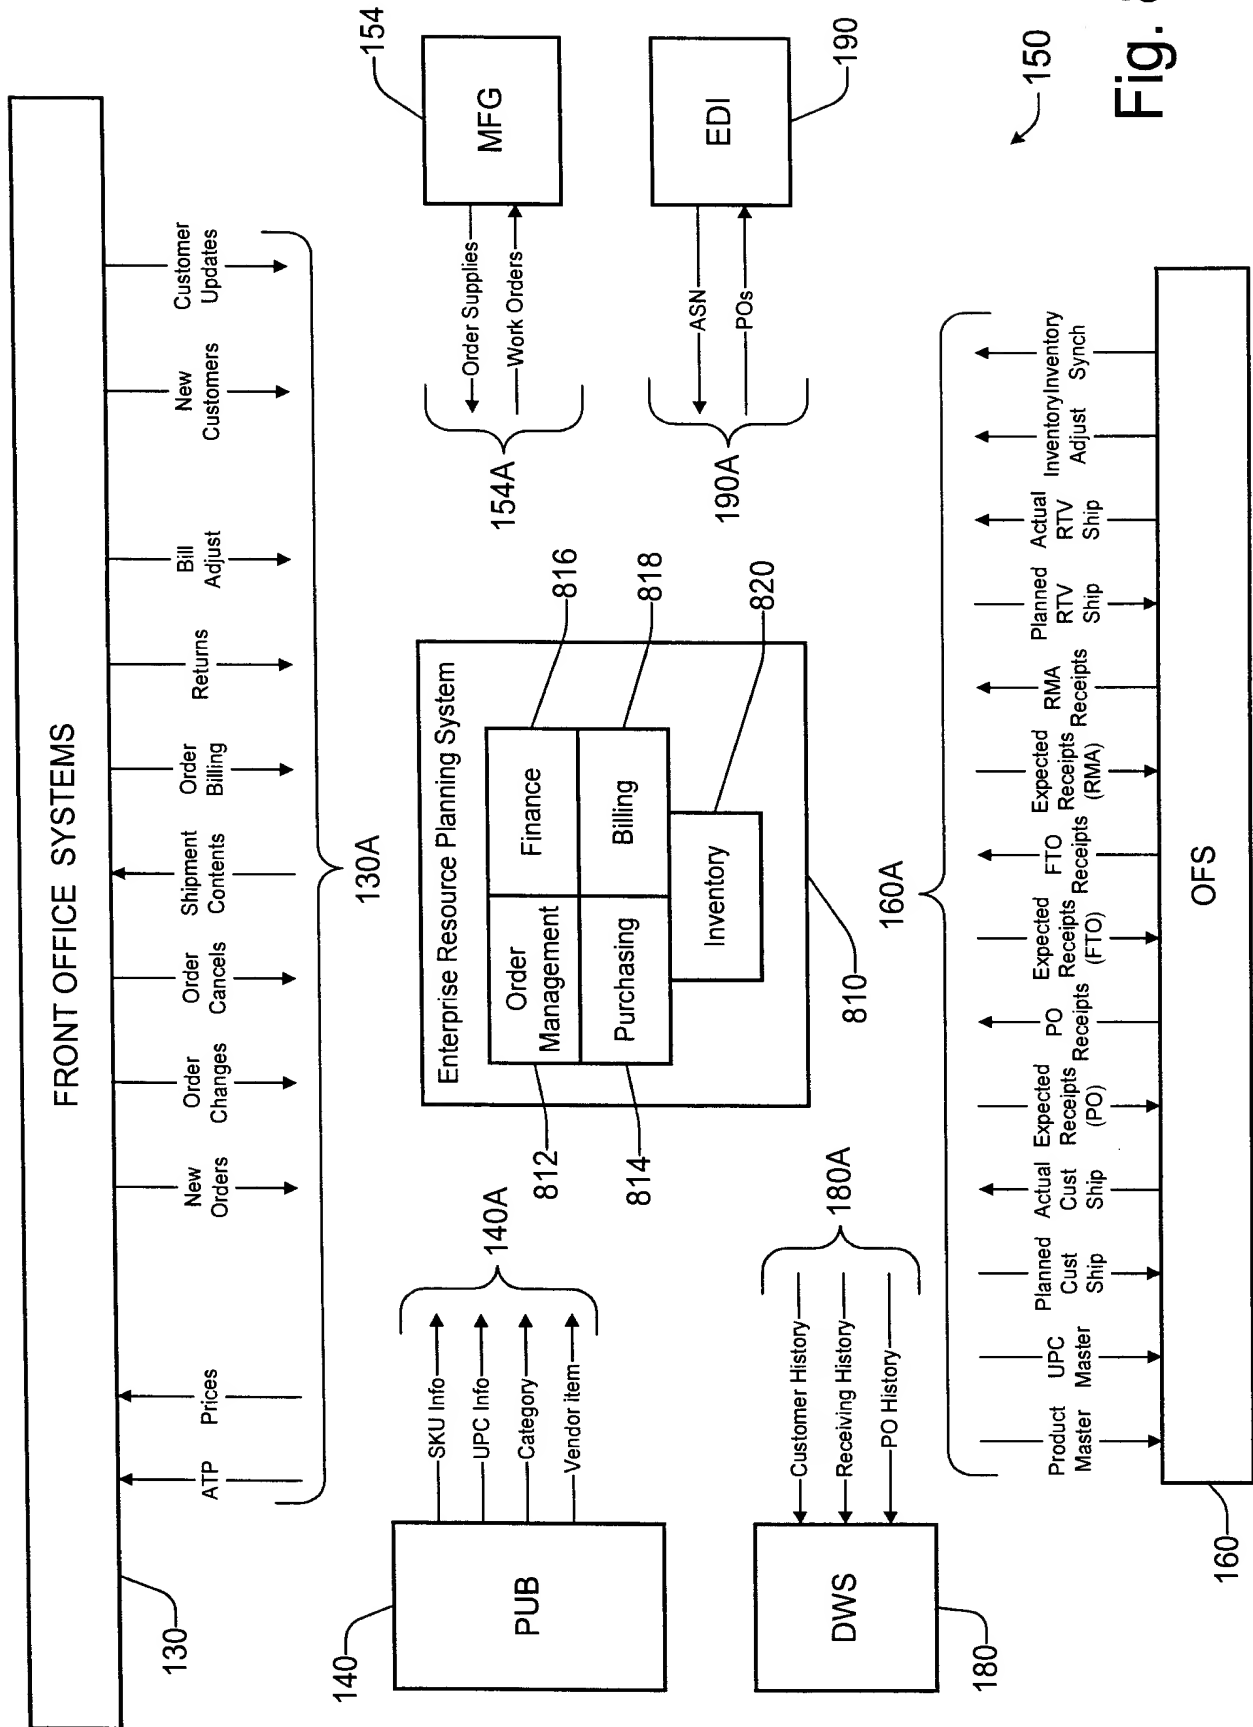 FRONT OFFICE SYSTEMS
130
ATP
Prices
New
Orders
Order
Changes
Order
Cancels
Shipment
Contents
Order
Billing
Returns
Bill
Adjust
New
Customers
Customer
Updates
130A
140
PUB
SKU Info
UPC Info
Category
Vendor item
140A
Enterprise Resource Planning System
Order
Management
Finance
Purchasing
Billing
Inventory
812
814
816
818
820
810
154
MFG
Order Supplies
Work Orders
154A
190
EDI
ASN
POs
190A
180
DWS
Customer History
Receiving History
PO History
180A
160A
Product
Master
UPC
Master
Planned
Cust
Ship
Actual
Cust
Ship
Expected
Receipts
(PO)
PO
Receipts
Expected
Receipts
(FTO)
FTO
Receipts
Expected
Receipts
(RMA)
RMA
Receipts
Planned
RTV
Ship
Actual
RTV
Ship
Inventory
Adjust
Inventory
Synch
OFS
160
150
Fig.